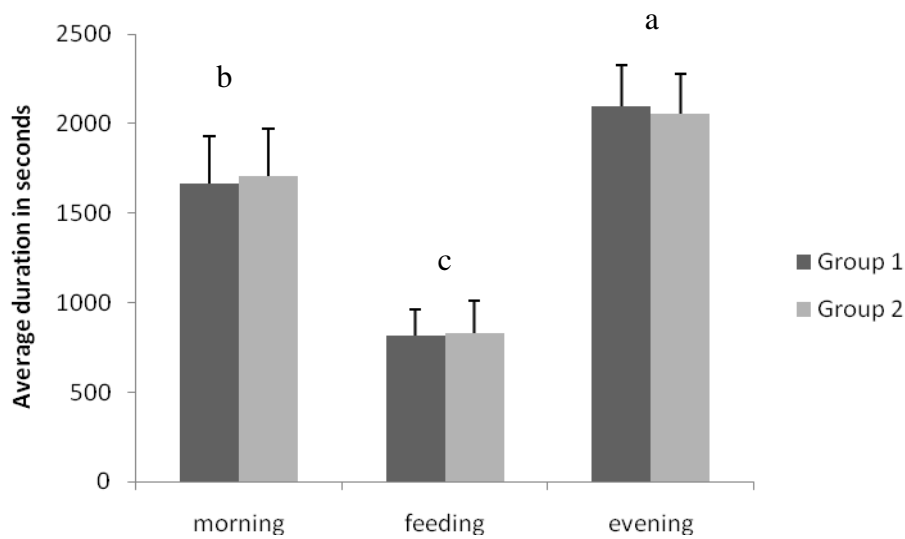 a
2500
b
2000
1500
c
Group 1
1000
Group 2
500
0
morning feeding evening
Average duration in seconds